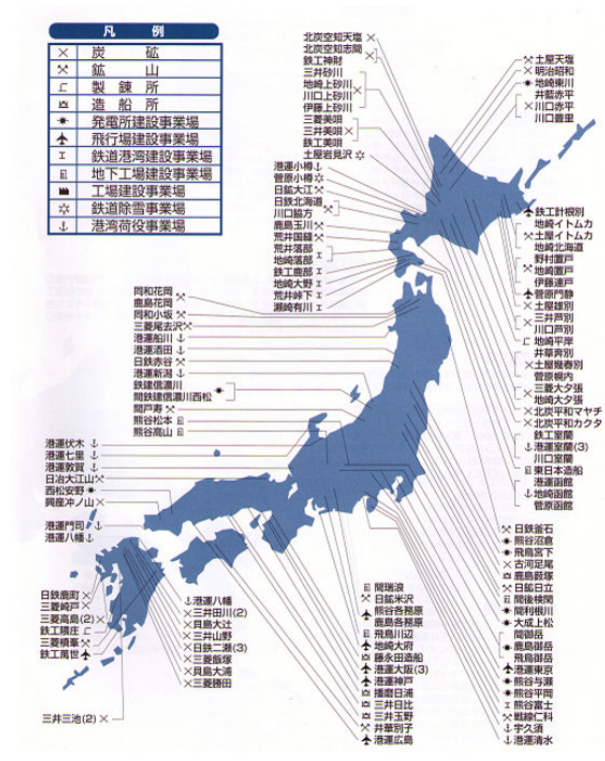 凡 例
炭 砿
鉱 山
製 錬 所
造 船 所
発電所建設事業場
飛行場建設事業場
鉄道港湾建設事業場
地下工場建設事業場
工場建設事業場
鉄道除雪事業場
港湾荷役事業場
北炭空知天塩
北炭空知志間
鉄工神財
三井砂川
地崎上砂川
川口上砂川
伊藤上砂川
三菱美唄
三井美唄
鉄工美唄
土屋岩見沢
港運小樽
菅原小樽
日鉱大江
日鉄北海道
川口脇方
鹿島玉川
荒井国縫
荒井落部
地崎落部
鉄工鹿部
地崎大野
荒井峠下
瀬崎有川
土屋天塩
明治昭和
地崎東川
井藍赤平
川口赤平
川口豊里
鉄工計根別
地崎イトムカ
土屋イトムカ
地崎北海道
野村置戸
地崎置戸
伊藤連戸
菅原門静
土屋雄別
三井芦別
川口芦別
地崎平岸
井草奔別
土屋幾春別
菅原幌内
三菱大夕張
地崎大夕張
北炭平和マヤチ
北炭平和カクタ
鉄工室蘭
港運室蘭(3)
川口室蘭
東日本造船
港運函館
地崎函館
菅原函館
同和花岡
鹿島花岡
同和小坂
三菱尾去沢
港運船川
港運酒田
日鉄赤谷
港運新潟
鉄建信濃川
間鉄建信濃川西松
間戸寿
熊谷松本
熊谷高山
港運伏木
港運七里
港運敦賀
日冶大江山
西松安野
興産沖ノ山
港運門司
港運八幡
日鉄鹿町
三菱崎戸
三菱高島(2)
鉄工隈庄
三菱槙峯
鉄工萬世
三井三池(2)
港運八幡
三井田川(2)
貝島大辻
三井山野
日鉄二瀬(3)
三菱飯塚
貝島大浦
三菱勝田
間瑞浪
日鉱米沢
熊谷各務原
鹿島各務原
飛島川辺
地崎大府
藤永田造船
港運大阪(3)
港運神戸
播磨日浦
三井日比
三井玉野
井華別子
港運広島
日鉄釜石
熊谷沼倉
飛島宮下
古河足尾
鹿島薮塚
日鉱日立
間後検閲
間利根川
大成上松
間御岳
鹿島御岳
飛島御岳
港運東京
熊谷与瀬
熊谷平岡
熊谷富士
戦線仁科
宇久須
港運清水